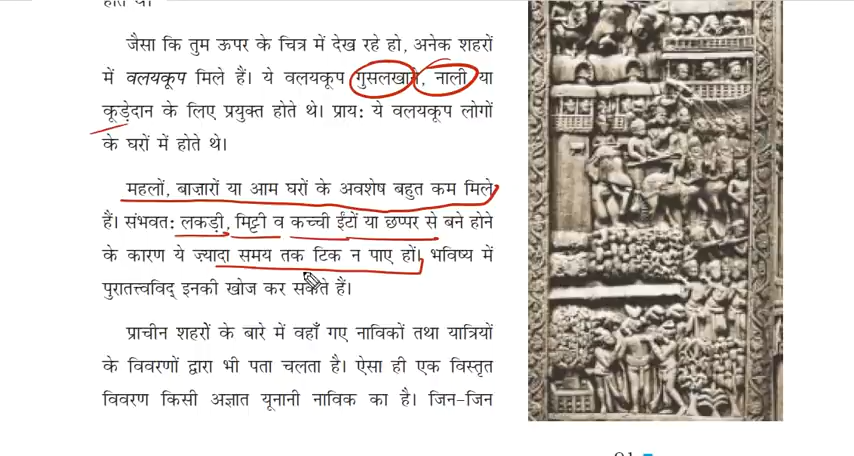 होते थे।
जैसा कि तुम ऊपर के चित्र में देख रहे हो, अनेक शहरों
में वलयकूप मिले हैं। ये वलयकूप गुसलखाने, नाली या
कूड़ेदान के लिए प्रयुक्त होते थे। प्राय: ये वलयकूप लोगों
के घरों में होते थे।
महलों, बाज़ारों या आम घरों के अवशेष बहुत कम मिले
हैं। संभवत: लकड़ी, मिट्टी व कच्ची ईंटों या छप्पर से बने होने
के कारण ये ज़्यादा समय तक टिक न पाए हों। भविष्य में
पुरातत्त्वविद् इनकी खोज कर सकते हैं।
प्राचीन शहरों के बारे में वहाँ गए नाविकों तथा यात्रियों
के विवरणों द्वारा भी पता चलता है। ऐसा ही एक विस्तृत
विवरण किसी अज्ञात यूनानी नाविक का है। जिन-जिन